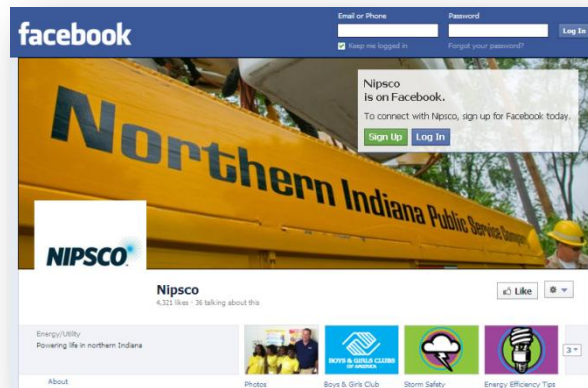 facebook
Email or Phone
Password
Log In
Keep me logged in
Forgot your password?
Nipsco
is on Facebook.
To connect with Nipsco, sign up for Facebook today.
Sign Up
Log In
Northern Indiana Public Service Company
NIPSCO
Nipsco
4,321 likes · 36 talking about this
Like
Energy/Utility
Powering life in northern Indiana
BOYS & GIRLS CLUBS
OF AMERICA
3
About
Photos
Boys & Girls Club
Storm Safety
Energy Efficiency Tips